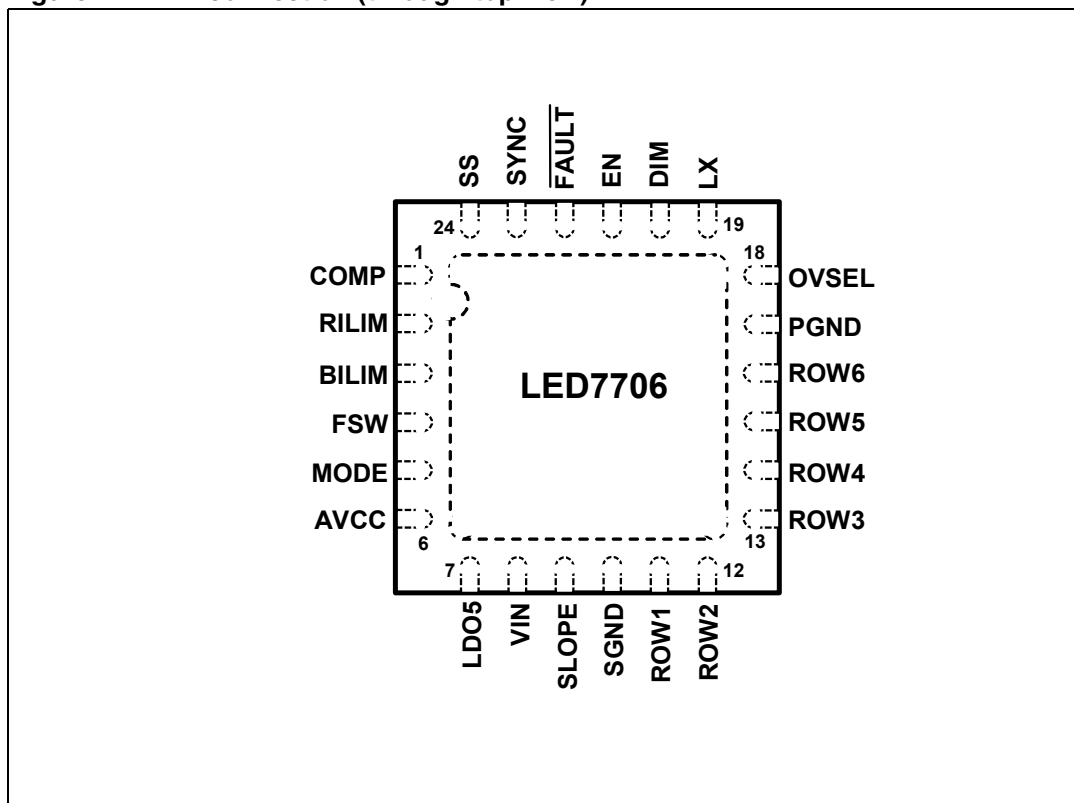 SS
SYNC
FAULT
EN
DIM
LX
24
19
1
18
COMP
OVSEL
RILIM
PGND
BILIM
ROW6
LED7706
FSW
ROW5
MODE
ROW4
AVCC
ROW3
6
13
7
12
LDO5
VIN
SLOPE
SGND
ROW1
ROW2